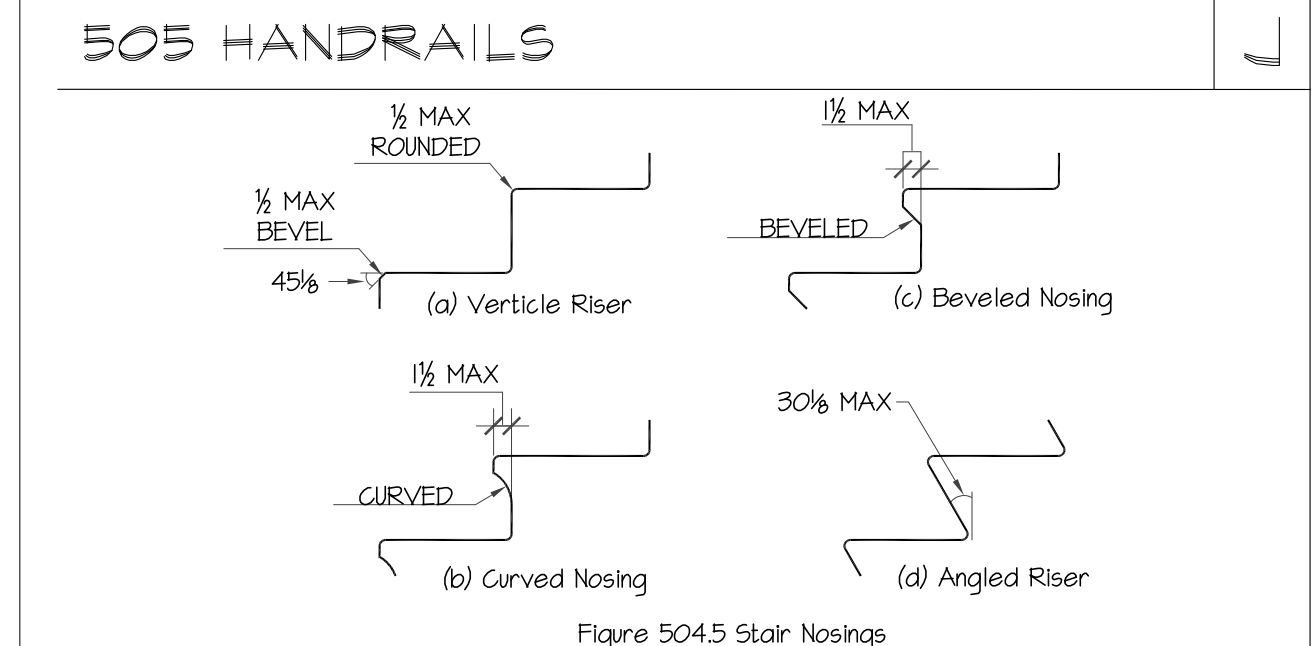 505 HANDRAILS
J
½ MAX
ROUNDED
½ MAX
BEVEL
45⅛
(a) Verticle Riser
1½ MAX
BEVELED
(c) Beveled Nosing
1½ MAX
CURVED
(b) Curved Nosing
30⅛ MAX
(d) Angled Riser
Figure 504.5 Stair Nosings